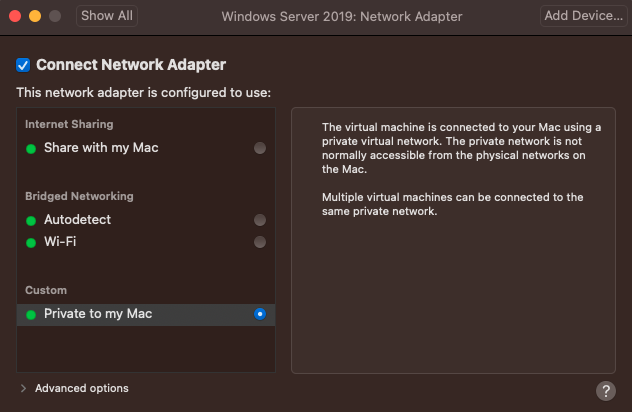 Show All
Windows Server 2019: Network Adapter
Add Device...
Connect Network Adapter
This network adapter is configured to use:
Internet Sharing
Share with my Mac
Bridged Networking
Autodetect
Wi-Fi
Custom
Private to my Mac
The virtual machine is connected to your Mac using a
private virtual network. The private network is not
normally accessible from the physical networks on
the Mac.
Multiple virtual machines can be connected to the
same private network.
Advanced options
?